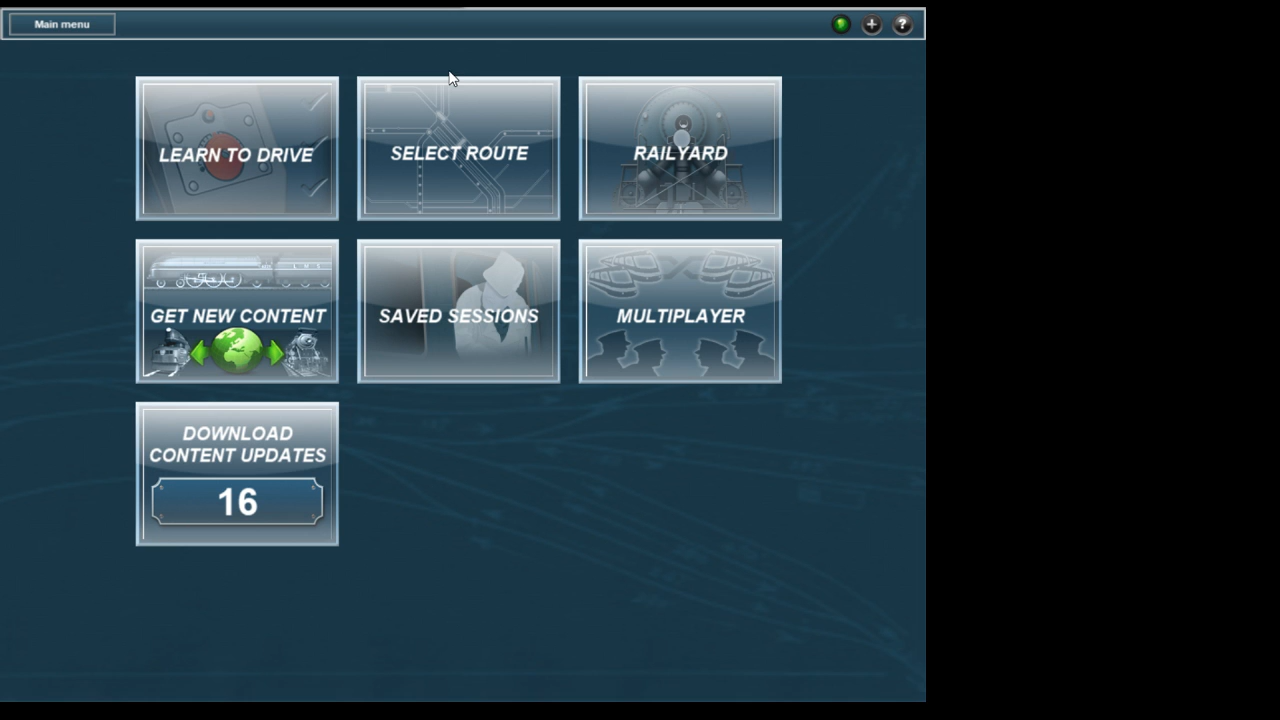 Main menu
?
LEARN TO DRIVE
SELECT ROUTE
RAILYARD
GET NEW CONTENT
SAVED SESSIONS
MULTIPLAYER
DOWNLOAD
CONTENT UPDATES
16